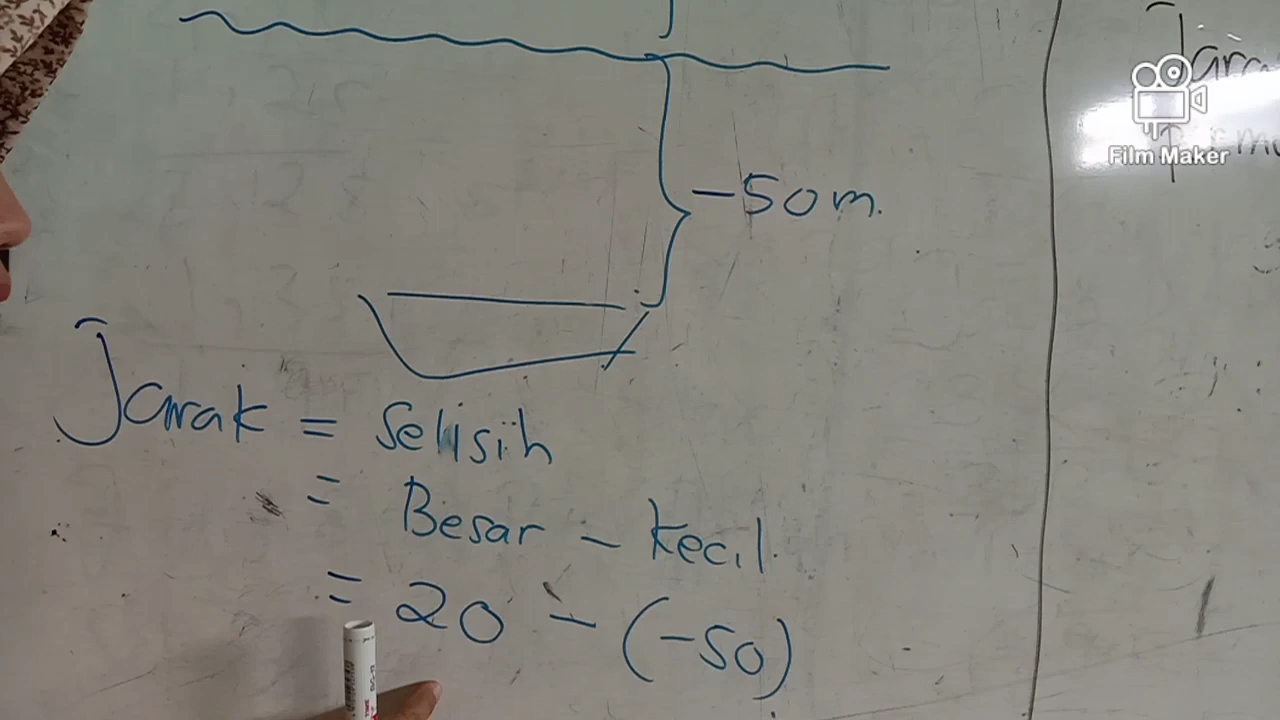 Film Maker
-50 m.
Jarak = Selisih
= Besar - kecil.
= 20 - (-50)